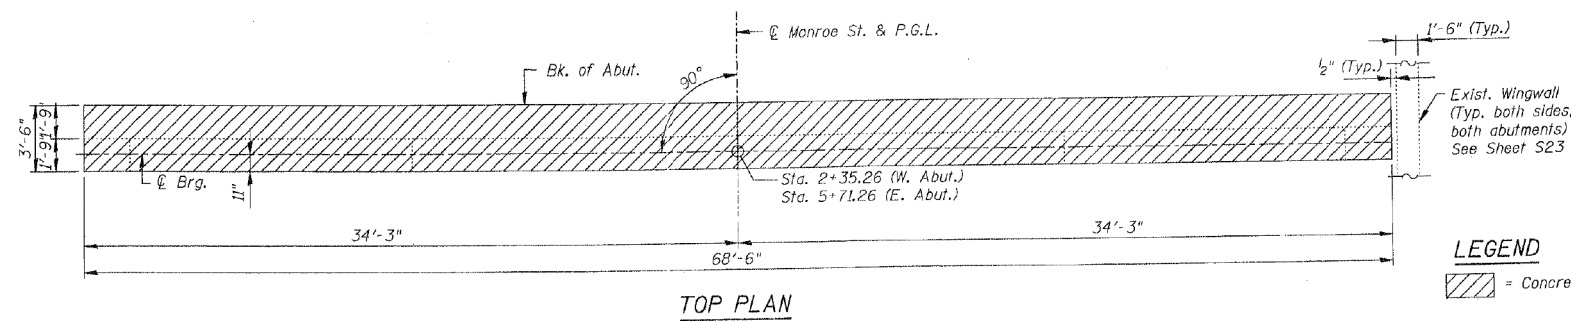 ℄ Monroe St. & P.G.L.
1'-6" (Typ.)
Bk. of Abut.
90°
½" (Typ.)
Exist. Wingwall
(Typ. both sides,
both abutments)
See Sheet S23
3'-6"
1'-9"
1'-9"
℄ Brg.
11"
Sta. 2+35.26 (W. Abut.)
Sta. 5+71.26 (E. Abut.)
34'-3"
34'-3"
68'-6"
LEGEND
= Concre
TOP PLAN